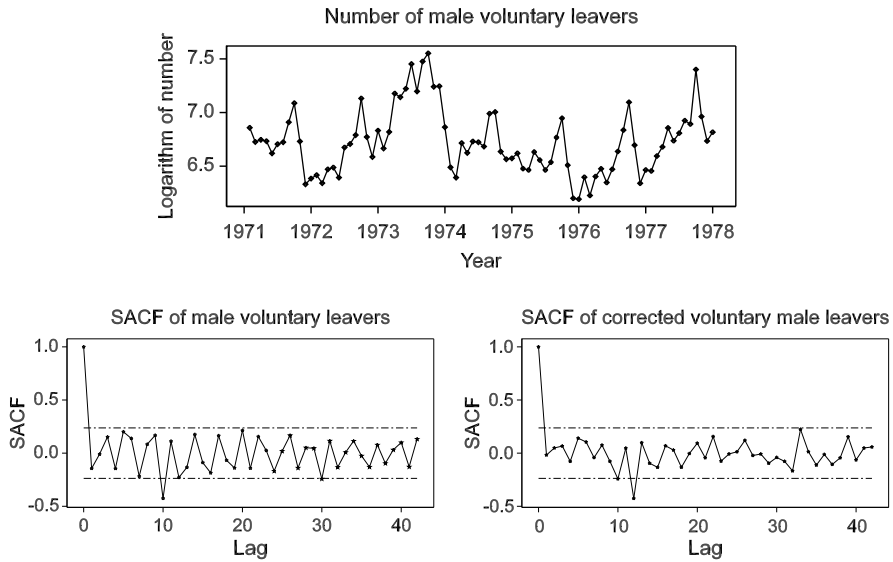 Number of male voluntary leavers
Logarithm of number
7.5
7.0
6.5
1971 1972 1973 1974 1975 1976 1977 1978
Year
SACF of male voluntary leavers
SACF
1.0
0.5
0.0
-0.5
0 10 20 30 40
Lag
SACF of corrected voluntary male leavers
SACF
1.0
0.5
0.0
-0.5
0 10 20 30 40
Lag